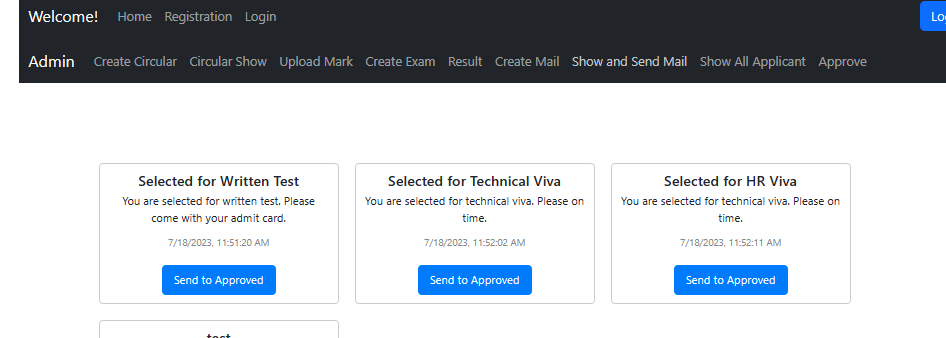 Welcome! Home Registration Login
Admin Create Circular Circular Show Upload Mark Create Exam Result Create Mail Show and Send Mail Show All Applicant Approve
Selected for Written Test
You are selected for written test. Please
come with your admit card.
7/18/2023, 11:51:20 AM
Send to Approved
Selected for Technical Viva
You are selected for technical viva. Please on
time.
7/18/2023, 11:52:02 AM
Send to Approved
Selected for HR Viva
You are selected for technical viva. Please on
time.
7/18/2023, 11:52:11 AM
Send to Approved
test